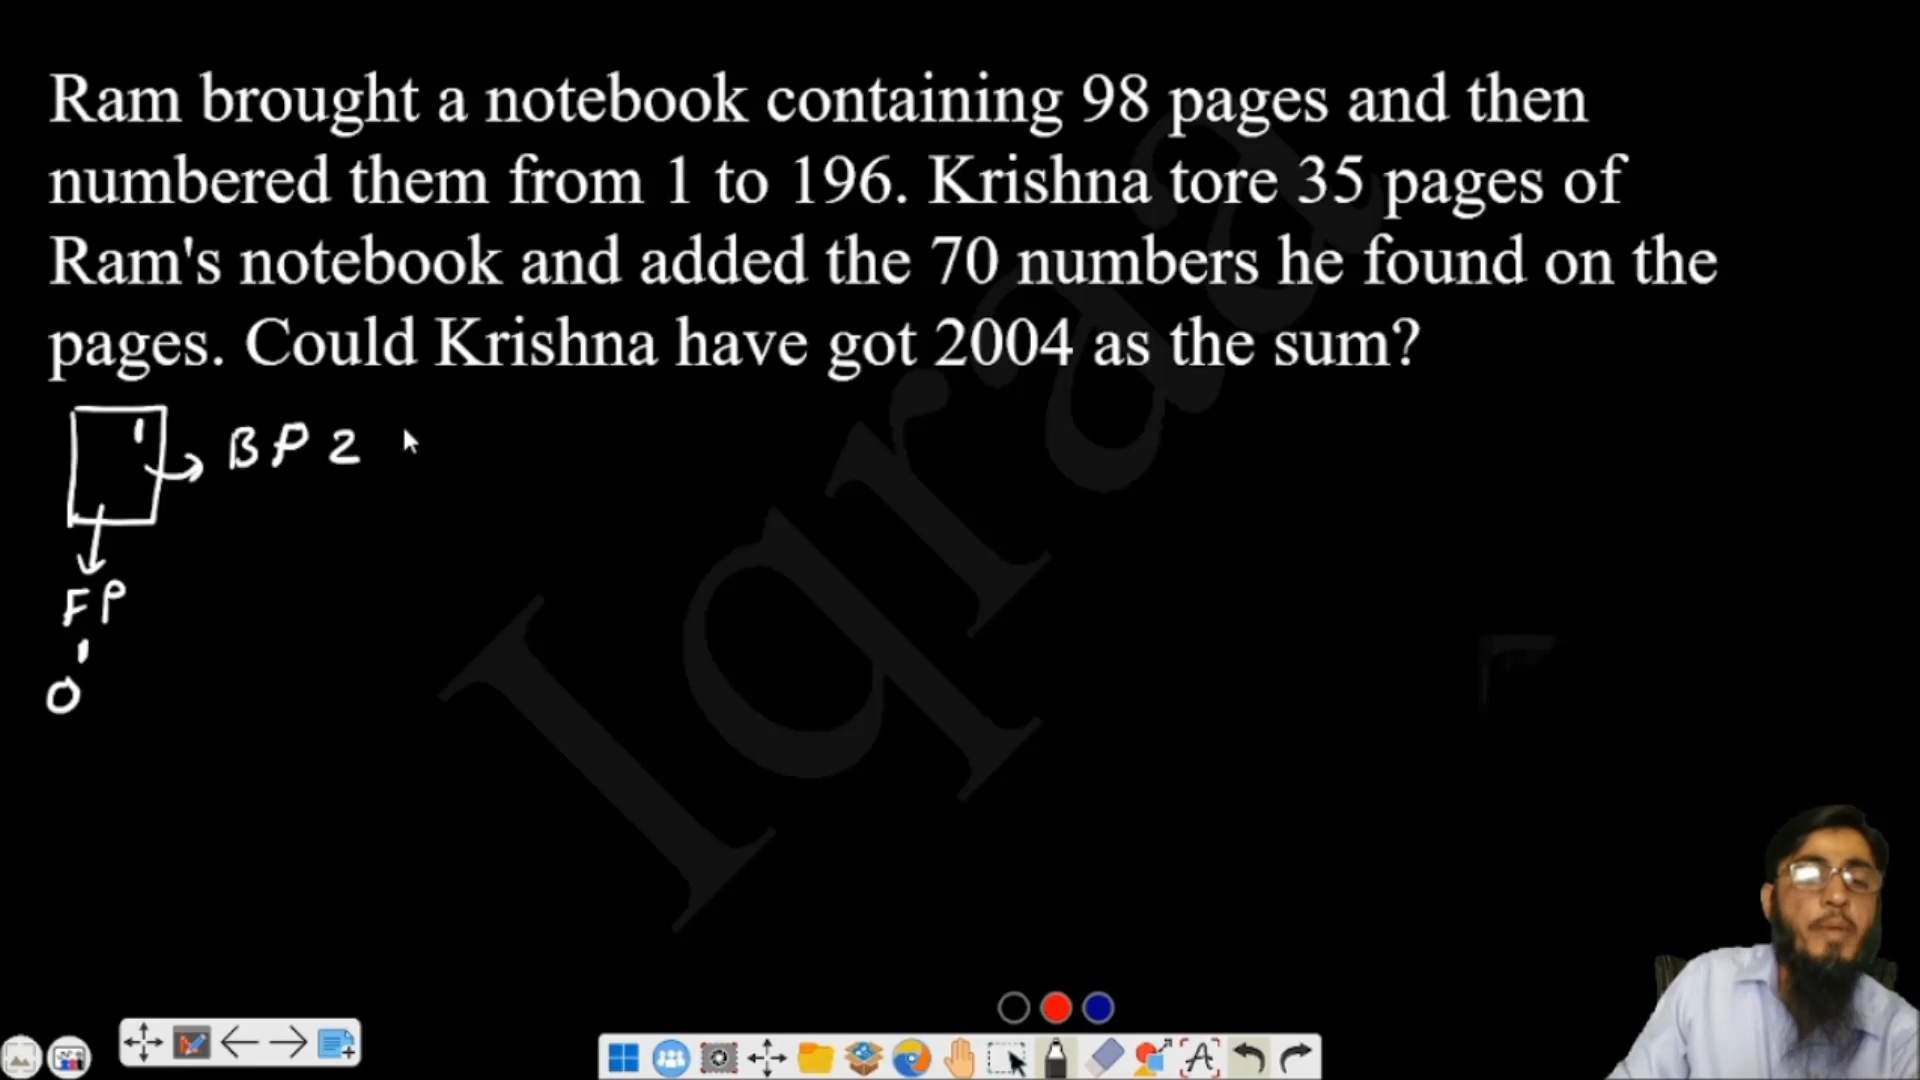 Ram brought a notebook containing 98 pages and then
numbered them from 1 to 196. Krishna tore 35 pages of
Ram's notebook and added the 70 numbers he found on the
pages. Could Krishna have got 2004 as the sum?
1
BP 2
FP
1
O
Iqraa
A